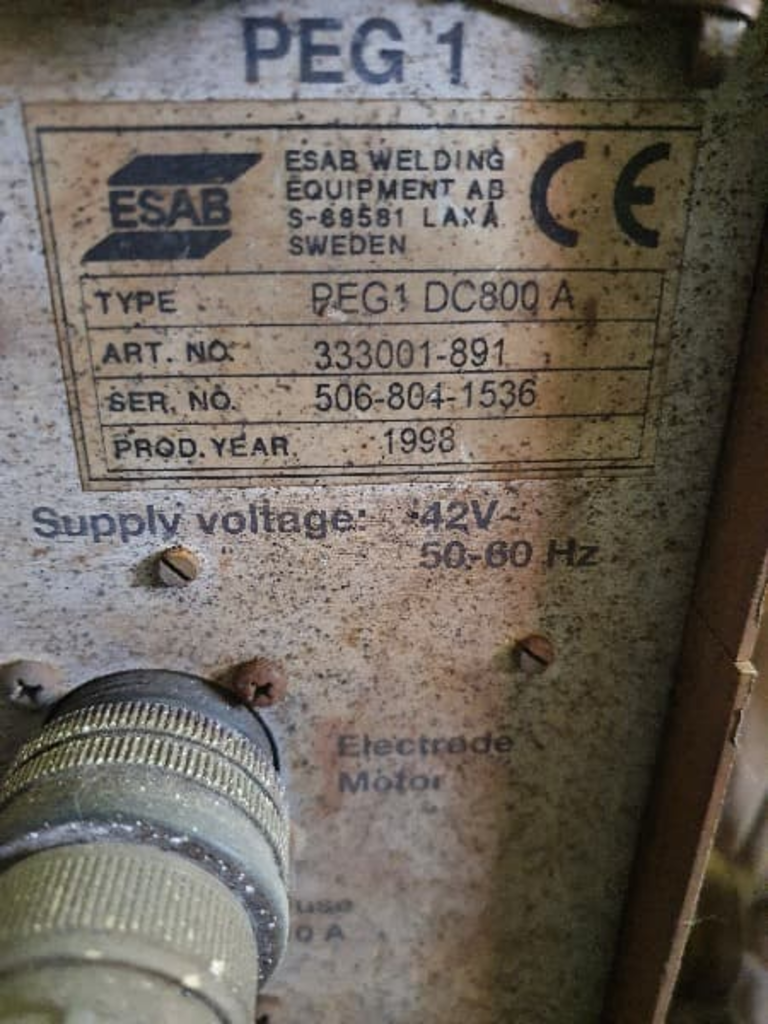 PEG 1
ESAB
ESAB WELDING
EQUIPMENT AB
S-69581 LAXÅ
SWEDEN
CE
TYPE PEG1 DC800 A
ART. NO. 333001-891
SER. NO. 506-804-1536
PROD. YEAR 1998
Supply voltage: 42V~
50-60 Hz
Electrode
Motor